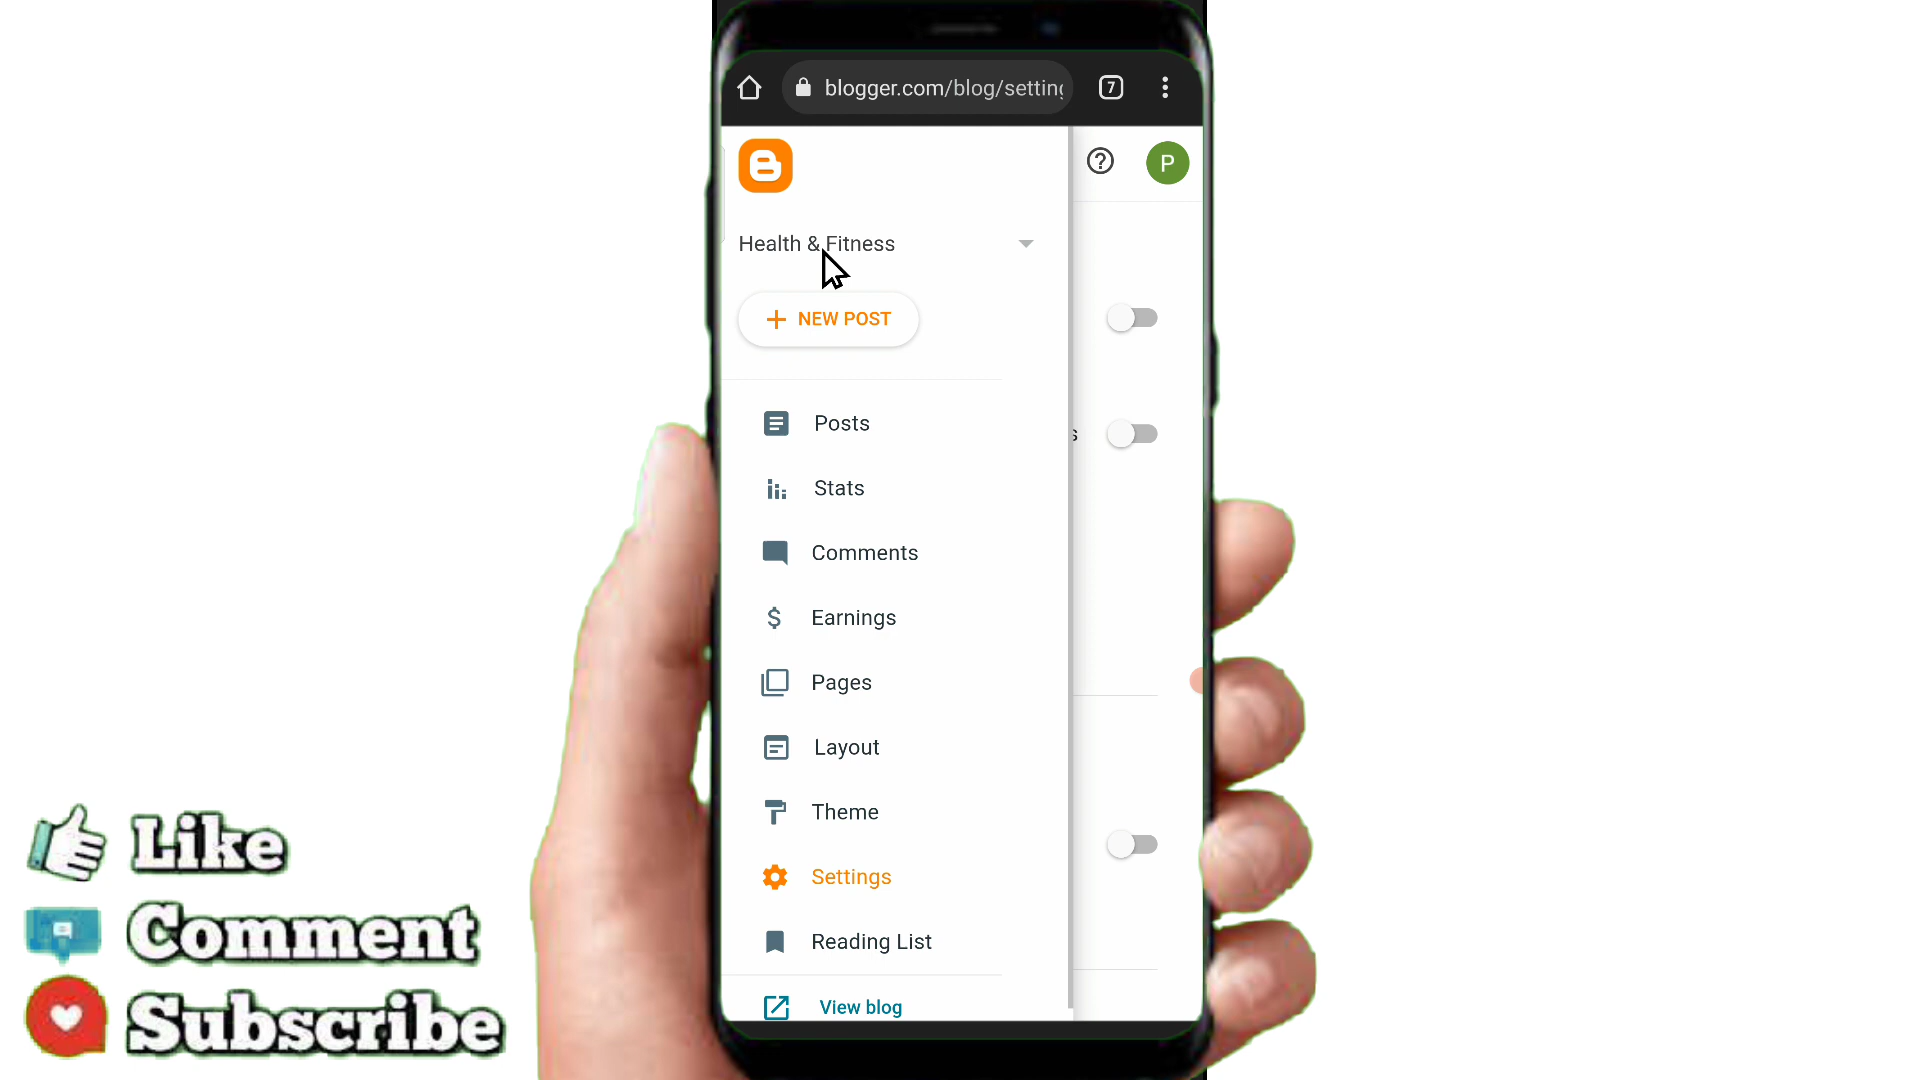 blogger.com/blog/setting
7
P
Health & Fitness
+ NEW POST
s
Posts
Stats
Comments
Earnings
Pages
Layout
Theme
Settings
Reading List
View blog
Like
Comment
Subscribe